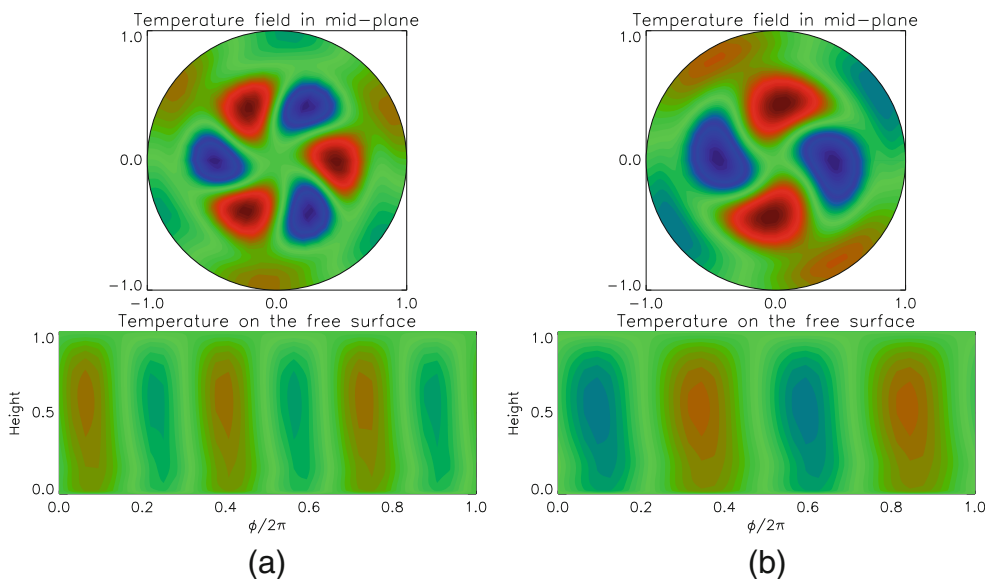 Temperature field in mid-plane
1.0
0.0
-1.0
-1.0 0.0 1.0
Temperature on the free surface
Height
1.0
0.5
0.0
0.0 0.2 0.4 0.6 0.8 1.0
ϕ/2π
(a)
Temperature field in mid-plane
1.0
0.0
-1.0
-1.0 0.0 1.0
Temperature on the free surface
Height
1.0
0.5
0.0
0.0 0.2 0.4 0.6 0.8 1.0
ϕ/2π
(b)